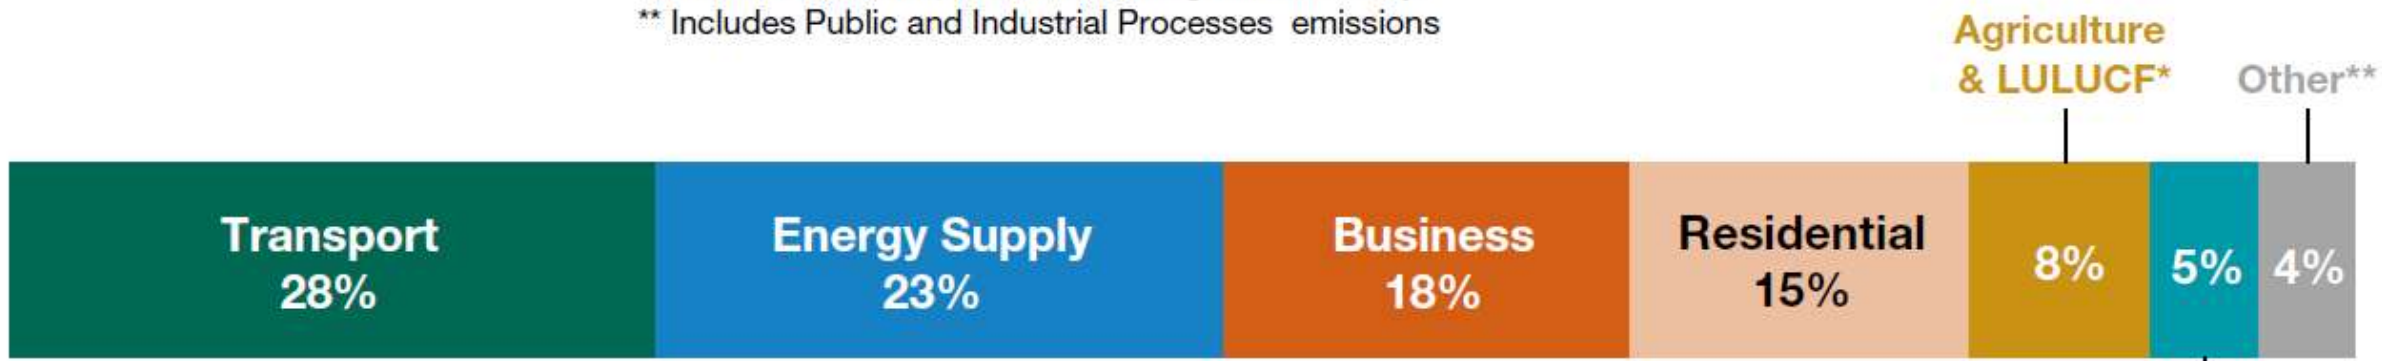 ** Includes Public and Industrial Processes emissions
Agriculture
& LULUCF*
Other**
Transport
28%
Energy Supply
23%
Business
18%
Residential
15%
8%
5%
4%